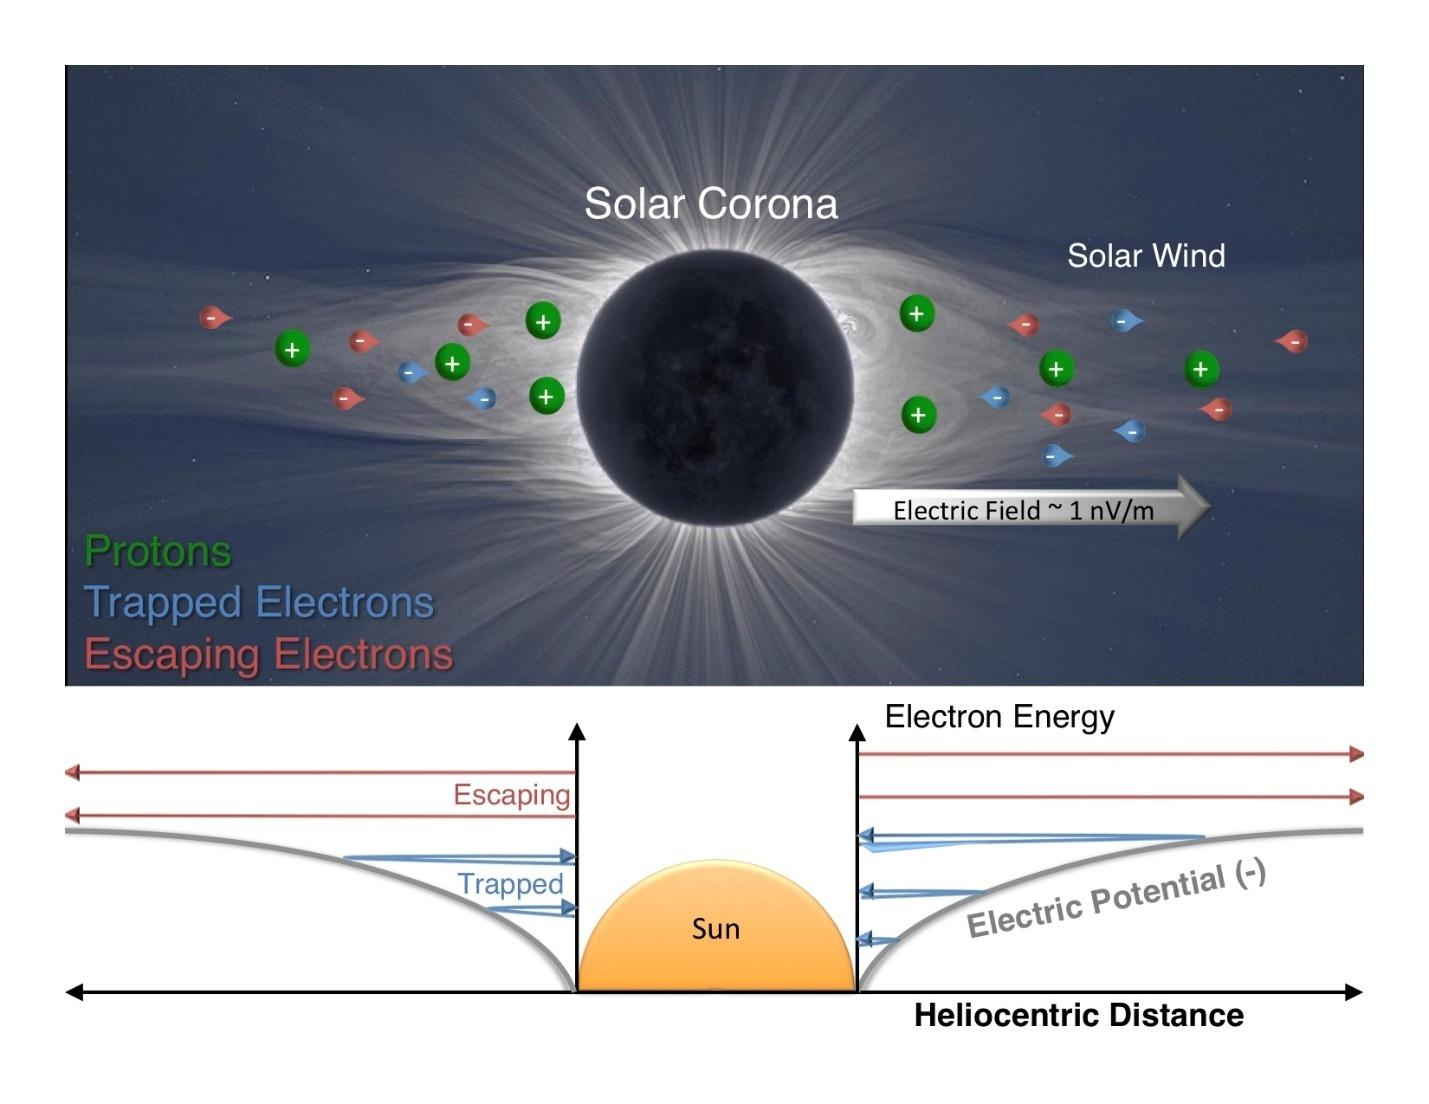 Solar Corona
Solar Wind
Electric Field ~ 1 nV/m
Protons
Trapped Electrons
Escaping Electrons
Electron Energy
Escaping
Trapped
Electric Potential (-)
Sun
Heliocentric Distance